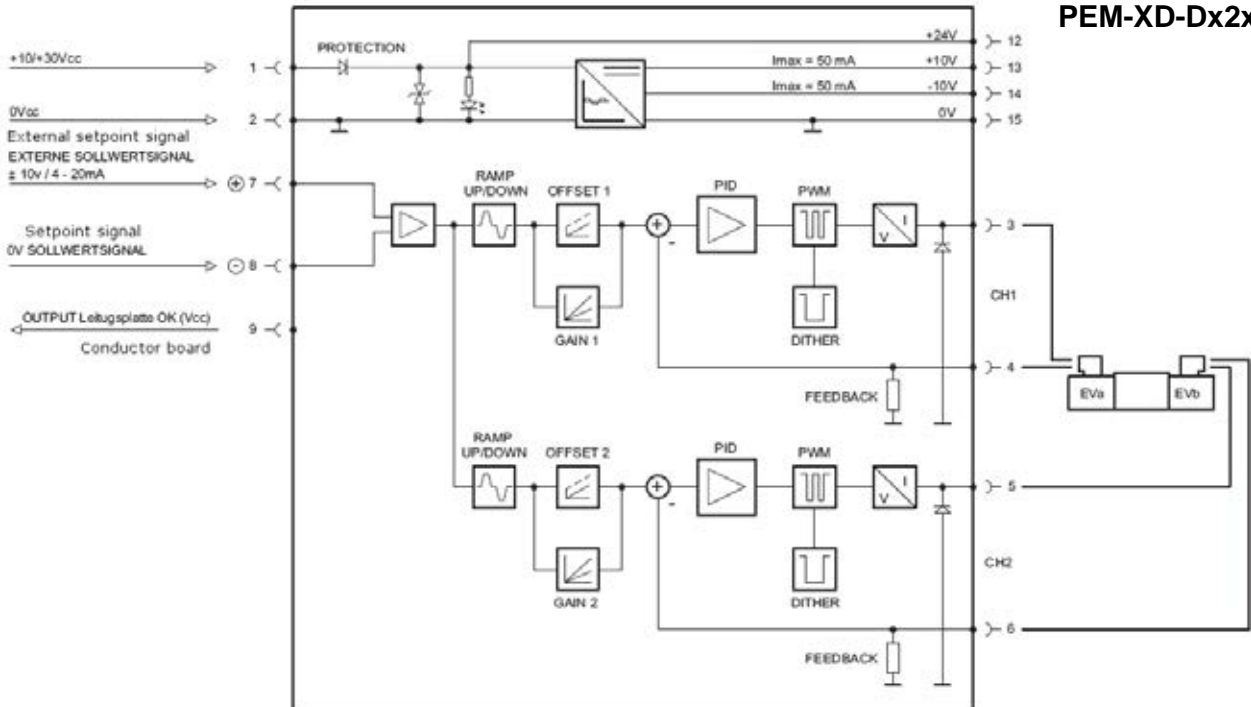 PEM-XD-Dx2x
+10/+30Vcc
1
PROTECTION
+24V
12
Imax = 50 mA
+10V
13
Imax = 50 mA
-10V
14
0Vcc
2
0V
15
External setpoint signal
EXTERNE SOLLWERTSIGNAL
± 10v / 4 - 20mA
+ 7
Setpoint signal
0V SOLLWERTSIGNAL
- 8
OUTPUT Leitugsplatte OK (Vcc)
9
Conductor board
RAMP
UP/DOWN
OFFSET 1
GAIN 1
+
-
PID
PWM
DITHER
I
V
3
CH1
4
FEEDBACK
EVa
EVb
RAMP
UP/DOWN
OFFSET 2
GAIN 2
+
-
PID
PWM
DITHER
I
V
5
CH2
6
FEEDBACK